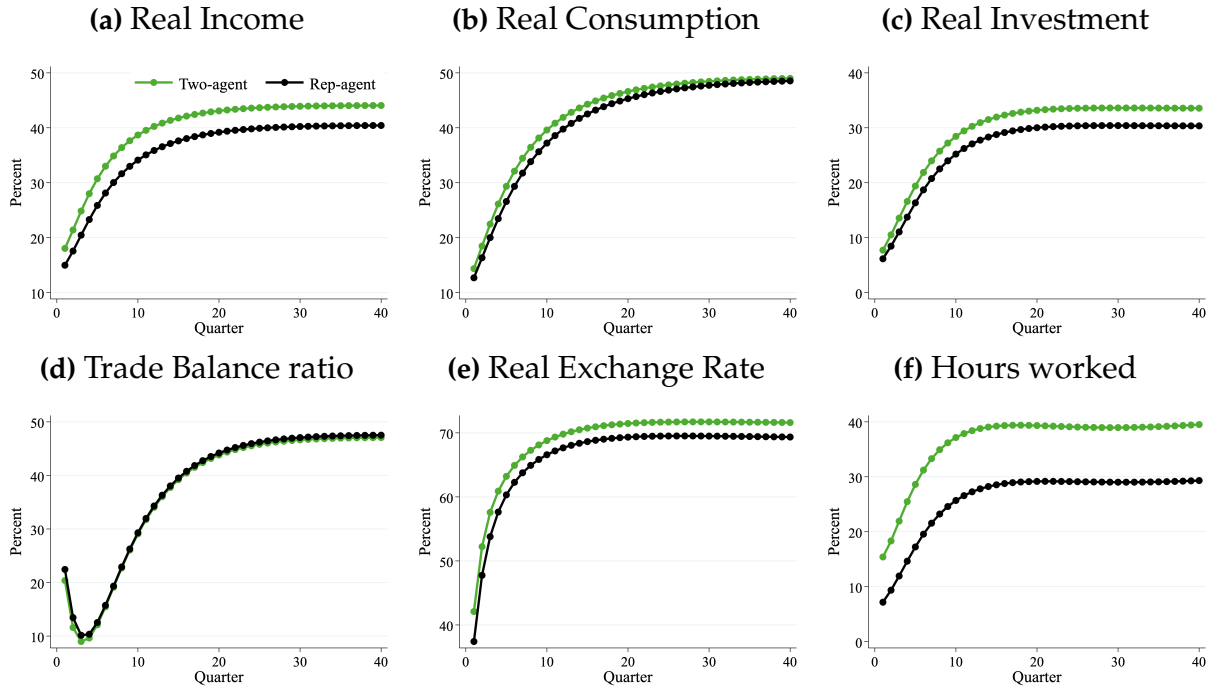 (a) Real Income
(b) Real Consumption
(c) Real Investment
Two-agent
Rep-agent
Percent
50
40
30
20
10
0
10
20
30
40
Quarter
Percent
50
40
30
20
10
0
10
20
30
40
Quarter
Percent
40
30
20
10
0
0
10
20
30
40
Quarter
(d) Trade Balance ratio
(e) Real Exchange Rate
(f) Hours worked
Percent
50
40
30
20
10
0
10
20
30
40
Quarter
Percent
70
60
50
40
0
10
20
30
40
Quarter
Percent
40
30
20
10
0
0
10
20
30
40
Quarter